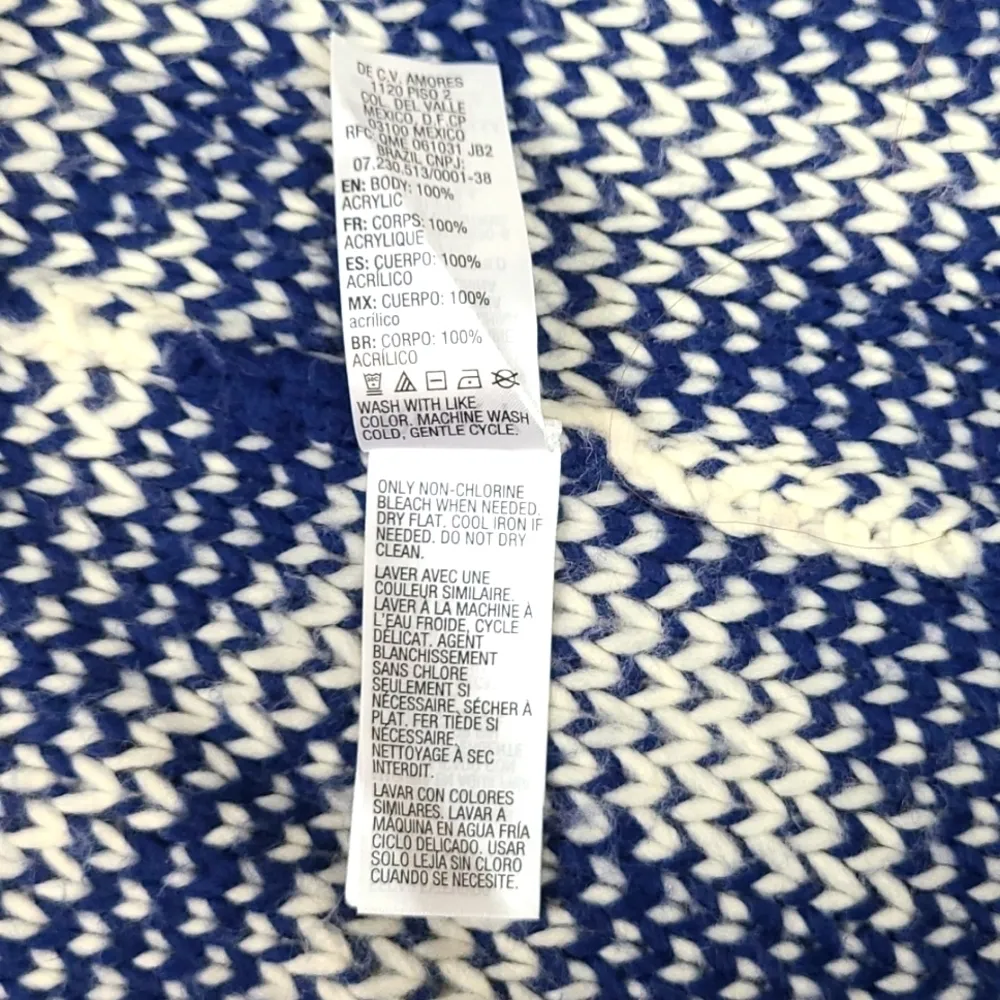 DE C.V. AMORES
1120 PISO 2
COL. DEL VALLE
MEXICO, D.F. CP
03100 MEXICO
RFC: GME 061031 JB2
BRAZIL CNPJ:
07.230.513/0001-38
EN: BODY: 100%
ACRYLIC
FR: CORPS: 100%
ACRYLIQUE
ES: CUERPO: 100%
ACRÍLICO
MX: CUERPO: 100%
acrílico
BR: CORPO: 100%
ACRÍLICO
WASH WITH LIKE
COLOR. MACHINE WASH
COLD, GENTLE CYCLE.
ONLY NON-CHLORINE
BLEACH WHEN NEEDED.
DRY FLAT. COOL IRON IF
NEEDED. DO NOT DRY
CLEAN.
LAVER AVEC UNE
COULEUR SIMILAIRE.
LAVER À LA MACHINE À
L'EAU FROIDE, CYCLE
DÉLICAT. AGENT
BLANCHISSEMENT
SANS CHLORE
SEULEMENT SI
NÉCESSAIRE. SÉCHER À
PLAT. FER TIÈDE SI
NÉCESSAIRE.
NETTOYAGE À SEC
INTERDIT.
LAVAR CON COLORES
SIMILARES. LAVAR A
MÁQUINA EN AGUA FRÍA
CICLO DELICADO. USAR
SOLO LEJÍA SIN CLORO
CUANDO SE NECESITE.